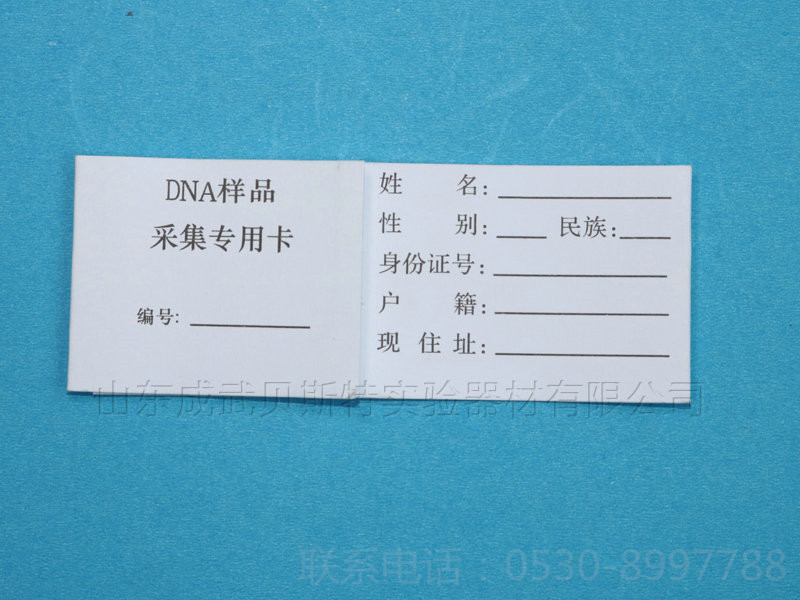 DNA样品
采集专用卡
编号:
姓 名:
性 别: 民族:
身份证号:
户 籍:
现 住 址:
山东成武贝斯特实验器材有限公司
联系电话：0530-8997788